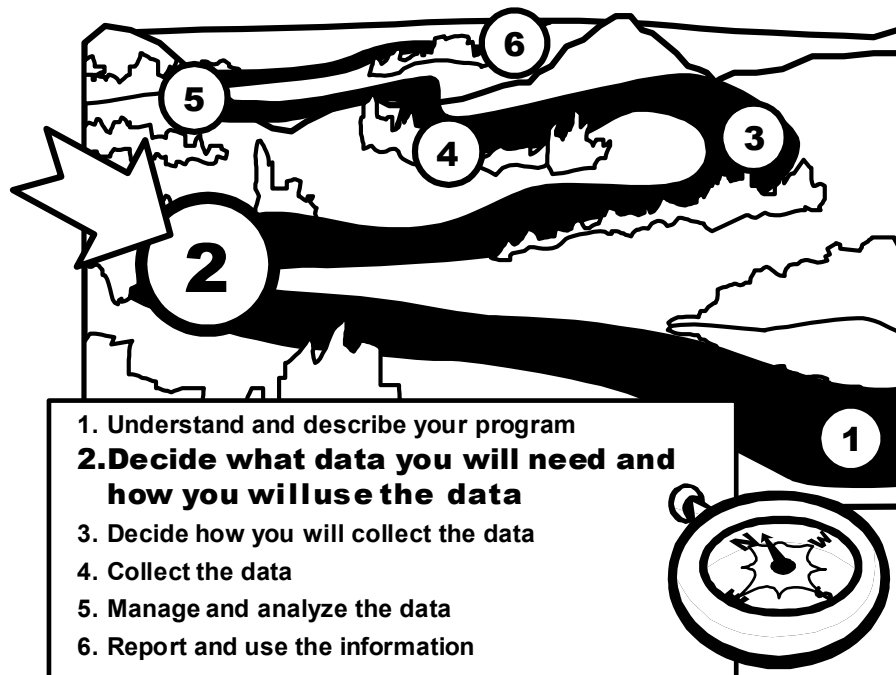 6
5
3
4
2
1
1. Understand and describe your program
2.Decide what data you will need and
how you willuse the data
3. Decide how you will collect the data
4. Collect the data
5. Manage and analyze the data
6. Report and use the information
N W
E S